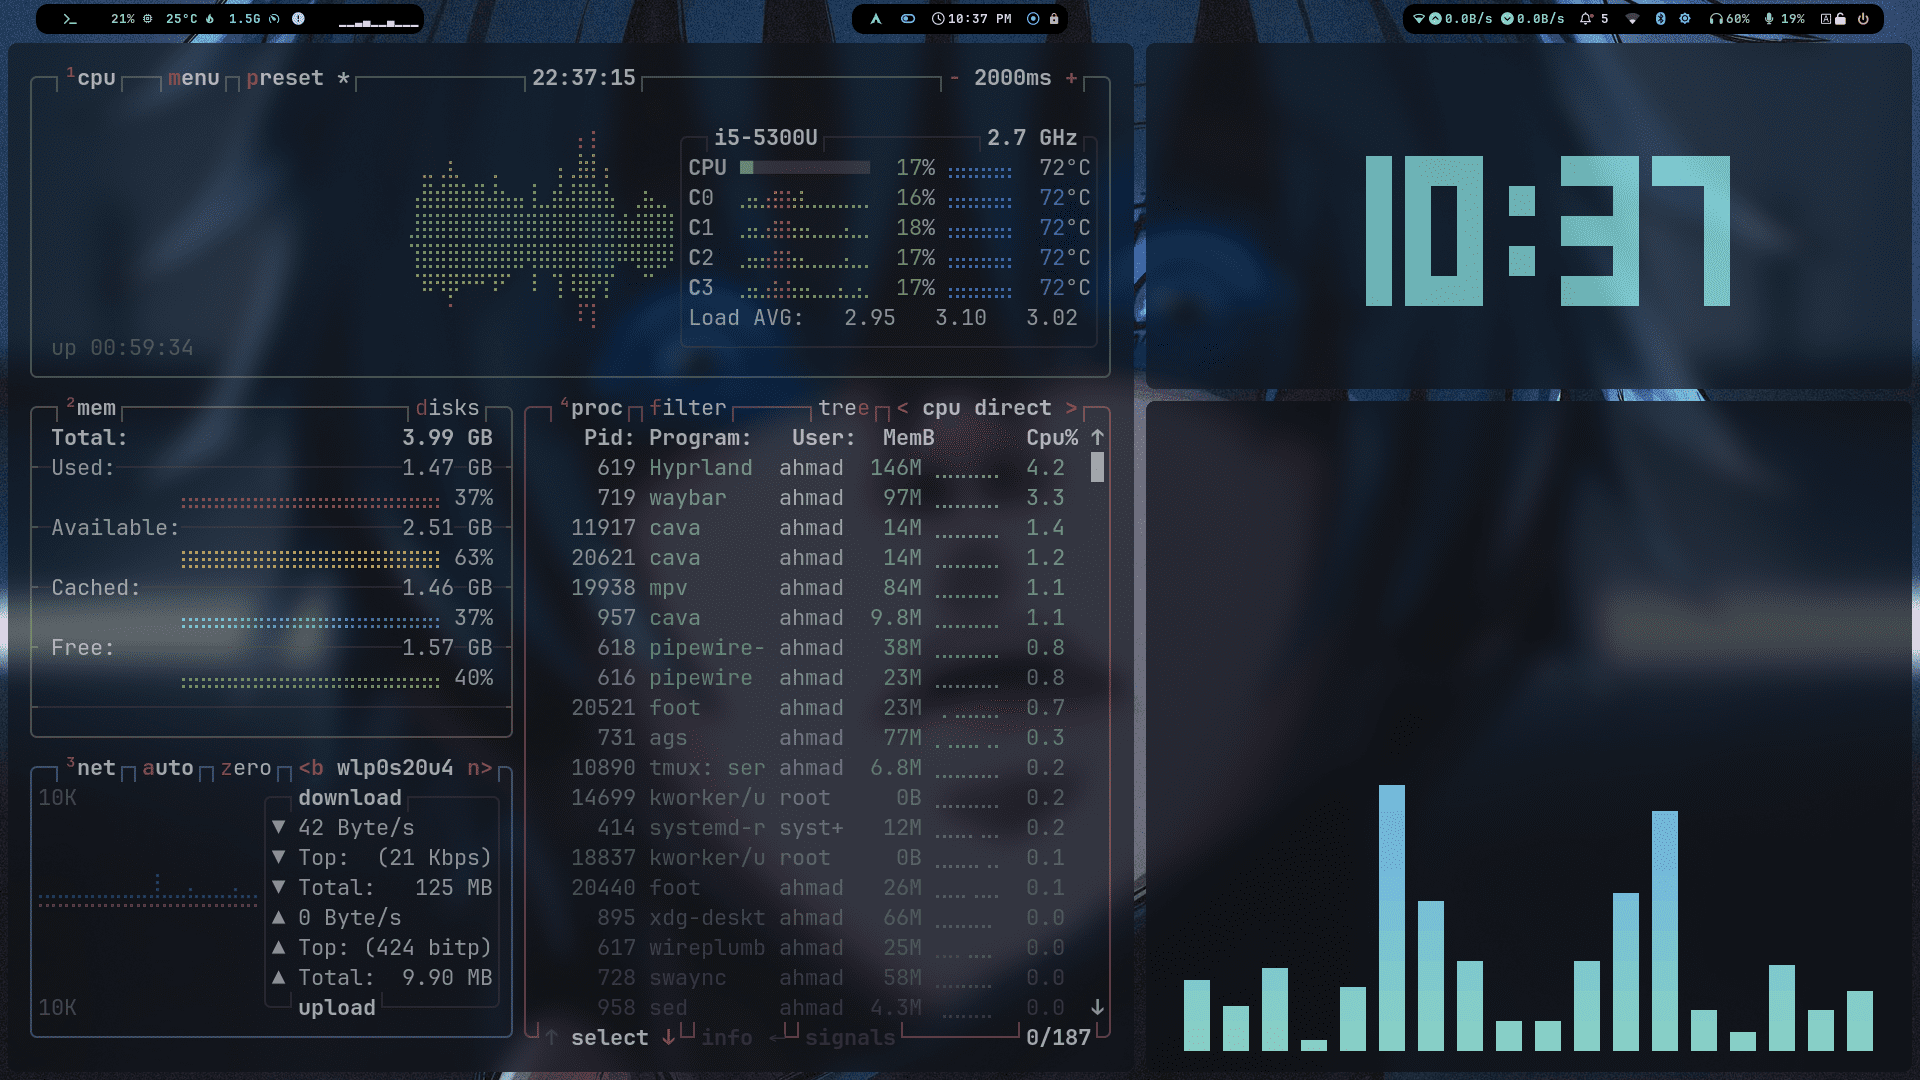 21% 25°C 1.5G
10:37 PM
0.0B/s 0.0B/s 5 60% 19%
1cpu menu preset * 22:37:15 - 2000ms +
i5-5300U 2.7 GHz
CPU 17% 72°C
C0 16% 72°C
C1 18% 72°C
C2 17% 72°C
C3 17% 72°C
Load AVG: 2.95 3.10 3.02
up 00:59:34
10:37
2mem disks
Total: 3.99 GB
Used: 1.47 GB
37%
Available: 2.51 GB
63%
Cached: 1.46 GB
37%
Free: 1.57 GB
40%
3net auto zero <b wlp0s20u4 n>
10K
download
▼ 42 Byte/s
▼ Top: (21 Kbps)
▼ Total: 125 MB
▲ 0 Byte/s
▲ Top: (424 bitp)
▲ Total: 9.90 MB
10K
upload
4proc filter tree < cpu direct >
Pid: Program: User: MemB Cpu% ↑
619 Hyprland ahmad 146M 4.2
719 waybar ahmad 97M 3.3
11917 cava ahmad 14M 1.4
20621 cava ahmad 14M 1.2
19938 mpv ahmad 84M 1.1
957 cava ahmad 9.8M 1.1
618 pipewire- ahmad 38M 0.8
616 pipewire ahmad 23M 0.8
20521 foot ahmad 23M 0.7
731 ags ahmad 77M 0.3
10890 tmux: ser ahmad 6.8M 0.2
14699 kworker/u root 0B 0.2
414 systemd-r syst+ 12M 0.2
18837 kworker/u root 0B 0.1
20440 foot ahmad 26M 0.1
895 xdg-deskt ahmad 66M 0.0
617 wireplumb ahmad 25M 0.0
728 swaync ahmad 58M 0.0
958 sed ahmad 4.3M 0.0 ↓
↑ select ↓ info ← signals 0/187